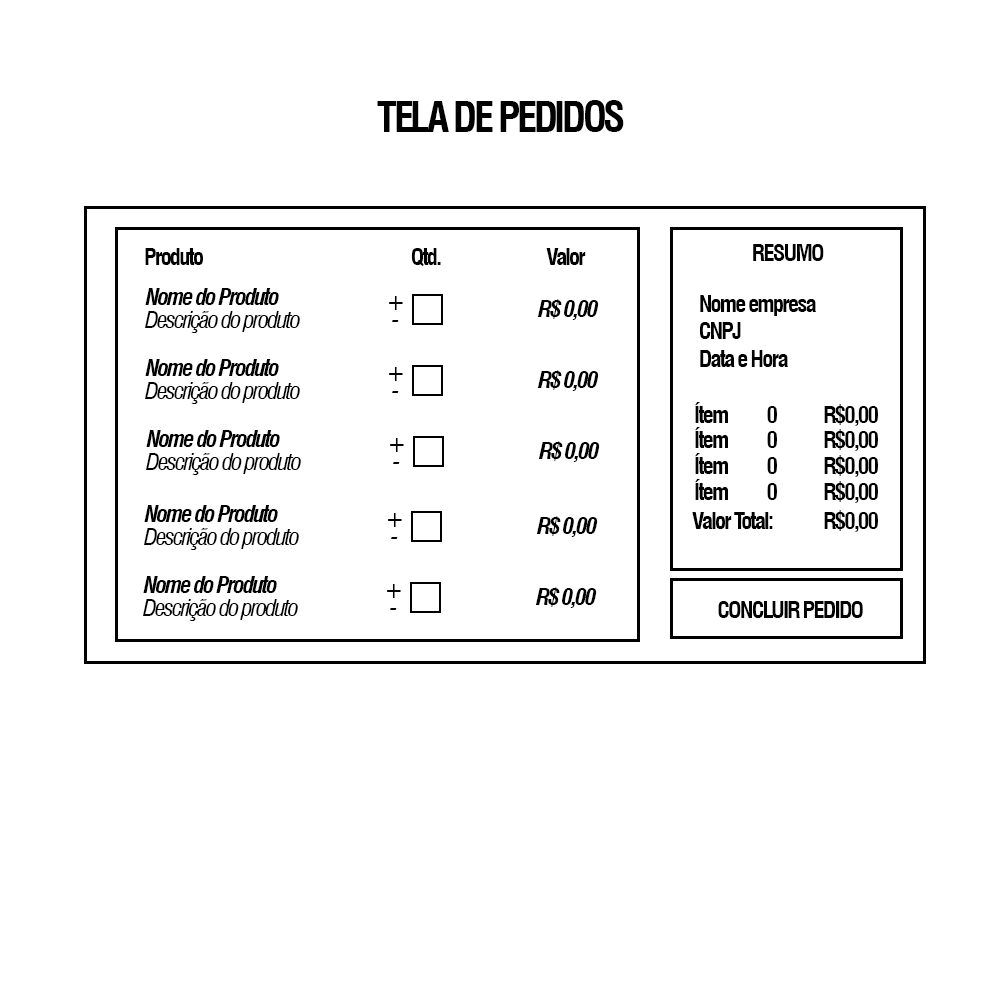 TELA DE PEDIDOS
Produto Qtd. Valor
Nome do Produto
Descrição do produto
+
-
R$ 0,00
Nome do Produto
Descrição do produto
+
-
R$ 0,00
Nome do Produto
Descrição do produto
+
-
R$ 0,00
Nome do Produto
Descrição do produto
+
-
R$ 0,00
Nome do Produto
Descrição do produto
+
-
R$ 0,00
RESUMO
Nome empresa
CNPJ
Data e Hora
Ítem 0 R$0,00
Ítem 0 R$0,00
Ítem 0 R$0,00
Ítem 0 R$0,00
Valor Total: R$0,00
CONCLUIR PEDIDO